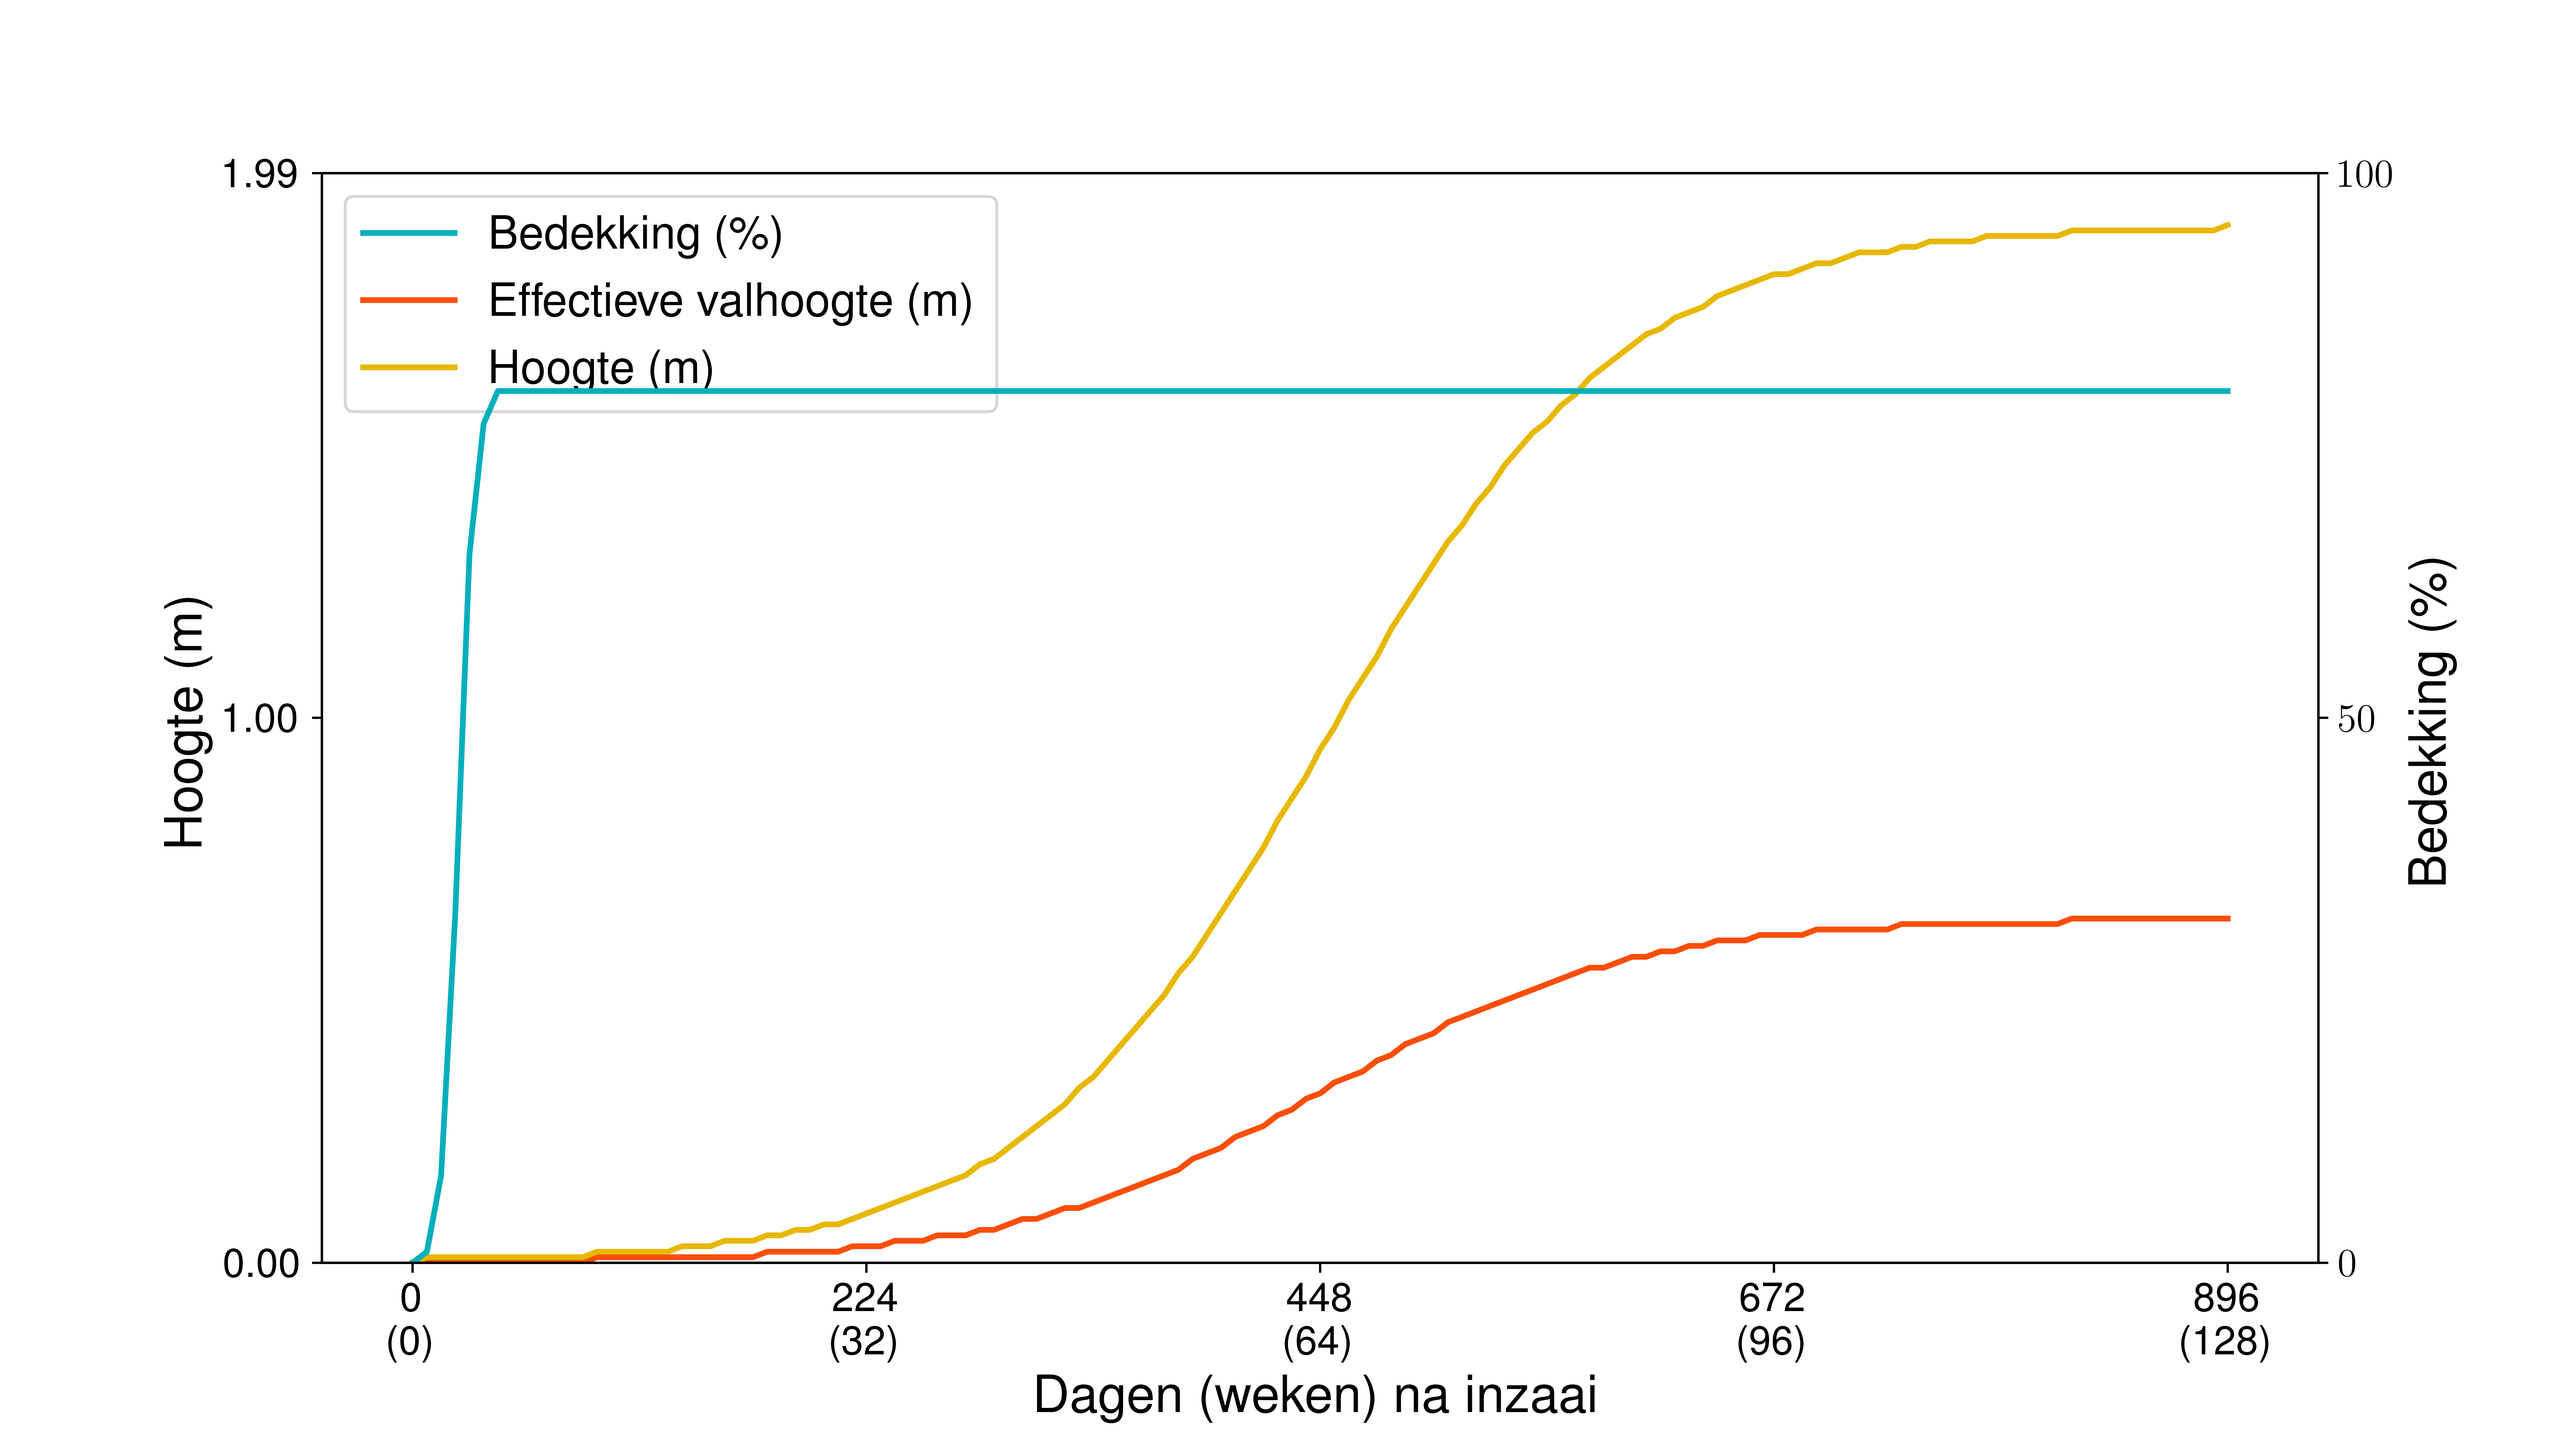 1.99
100
Bedekking (%)
Effectieve valhoogte (m)
Hoogte (m)
Hoogte (m)
1.00
50
Bedekking (%)
0.00
0
0
224
448
672
896
(0)
(32)
(64)
(96)
(128)
Dagen (weken) na inzaai